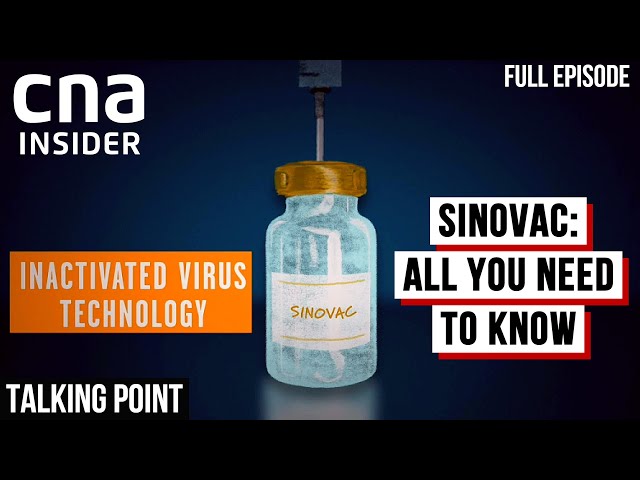 cna
INSIDER
FULL EPISODE
INACTIVATED VIRUS
TECHNOLOGY
SINOVAC
SINOVAC:
ALL YOU NEED
TO KNOW
TALKING POINT